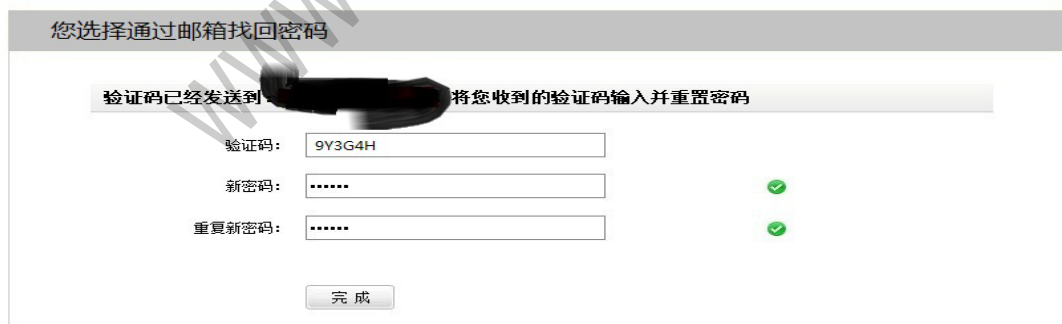 您选择通过邮箱找回密码
验证码已经发送到: 将您收到的验证码输入并重置密码
验证码: 9Y3G4H
新密码: ••••••
重复新密码: ••••••
完成
WWW